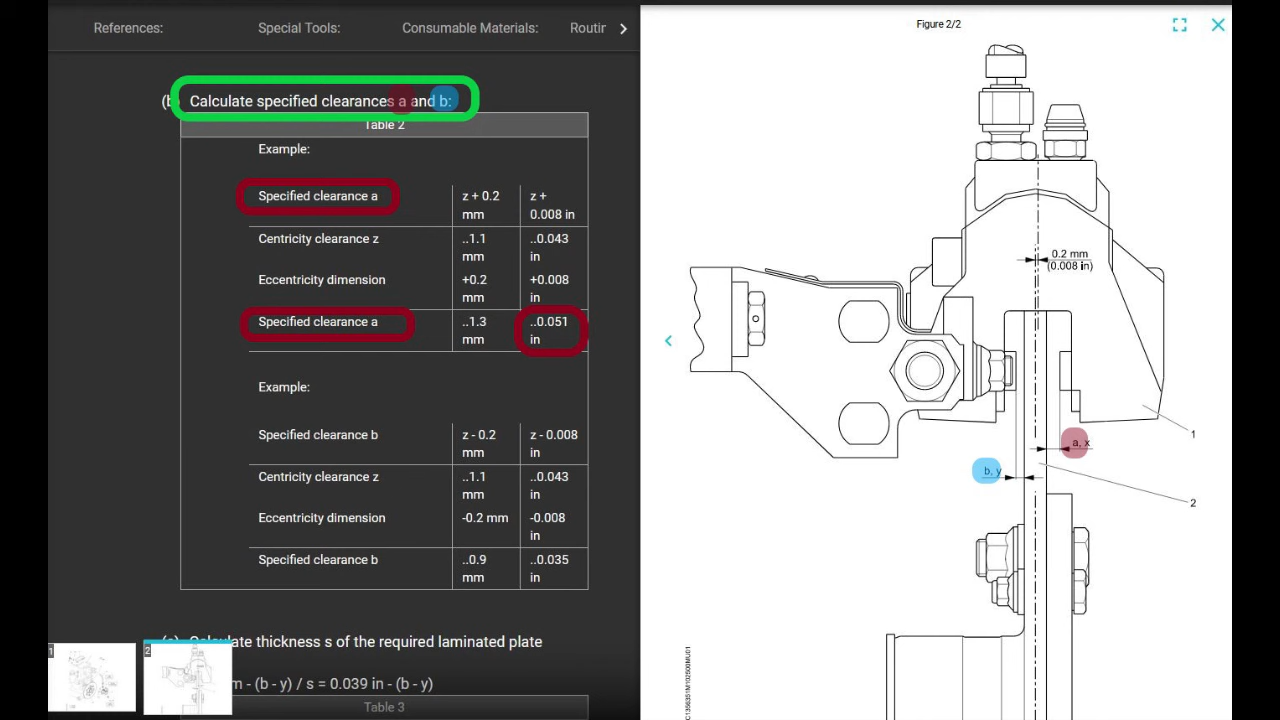 References: Special Tools: Consumable Materials: Routir
(b) Calculate specified clearances a and b:
Table 2
Example:
Specified clearance a z + 0.2 mm z + 0.008 in
Centricity clearance z ..1.1 mm ..0.043 in
Eccentricity dimension +0.2 mm +0.008 in
Specified clearance a ..1.3 mm ..0.051 in
Example:
Specified clearance b z - 0.2 mm z - 0.008 in
Centricity clearance z ..1.1 mm ..0.043 in
Eccentricity dimension -0.2 mm -0.008 in
Specified clearance b ..0.9 mm ..0.035 in
Calculate thickness s of the required laminated plate
m - (b - y) / s = 0.039 in - (b - y)
Table 3
1
2
Figure 2/2
0.2 mm
(0.008 in)
1
a, x
b, y
2
C1356351M102500MU01